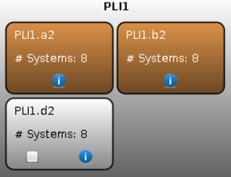 PLI1
PLI1.a2
# Systems: 8
i
PLI1.b2
# Systems: 8
i
PLI1.d2
# Systems: 8
i